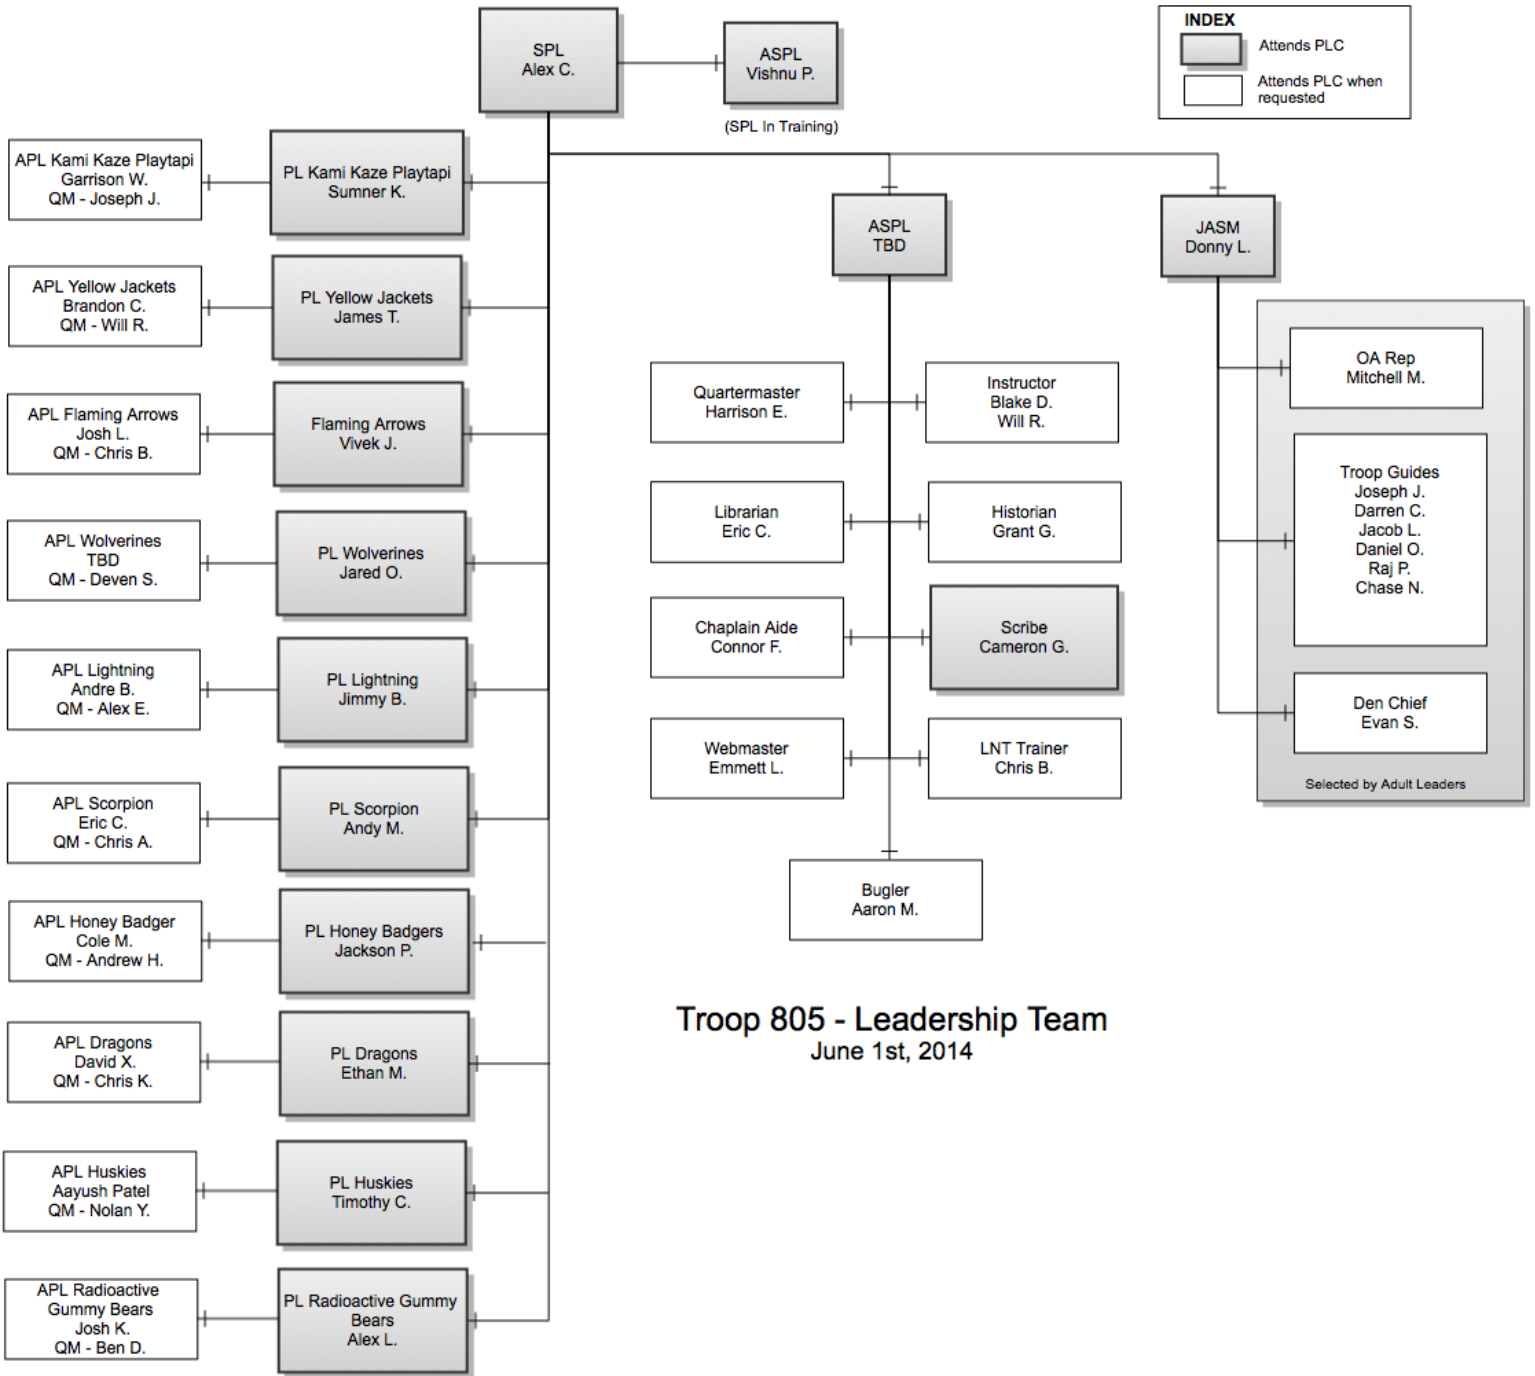 SPL
Alex C.
ASPL
Vishnu P.
(SPL In Training)
INDEX
Attends PLC
Attends PLC when
requested
APL Kami Kaze Playtapi
Garrison W.
QM - Joseph J.
PL Kami Kaze Playtapi
Sumner K.
ASPL
TBD
JASM
Donny L.
APL Yellow Jackets
Brandon C.
QM - Will R.
PL Yellow Jackets
James T.
APL Flaming Arrows
Josh L.
QM - Chris B.
Flaming Arrows
Vivek J.
APL Wolverines
TBD
QM - Deven S.
PL Wolverines
Jared O.
APL Lightning
Andre B.
QM - Alex E.
PL Lightning
Jimmy B.
APL Scorpion
Eric C.
QM - Chris A.
PL Scorpion
Andy M.
APL Honey Badger
Cole M.
QM - Andrew H.
PL Honey Badgers
Jackson P.
APL Dragons
David X.
QM - Chris K.
PL Dragons
Ethan M.
APL Huskies
Aayush Patel
QM - Nolan Y.
PL Huskies
Timothy C.
APL Radioactive
Gummy Bears
Josh K.
QM - Ben D.
PL Radioactive Gummy
Bears
Alex L.
Quartermaster
Harrison E.
Instructor
Blake D.
Will R.
Librarian
Eric C.
Historian
Grant G.
Chaplain Aide
Connor F.
Scribe
Cameron G.
Webmaster
Emmett L.
LNT Trainer
Chris B.
Bugler
Aaron M.
OA Rep
Mitchell M.
Troop Guides
Joseph J.
Darren C.
Jacob L.
Daniel O.
Raj P.
Chase N.
Den Chief
Evan S.
Selected by Adult Leaders
Troop 805 - Leadership Team
June 1st, 2014